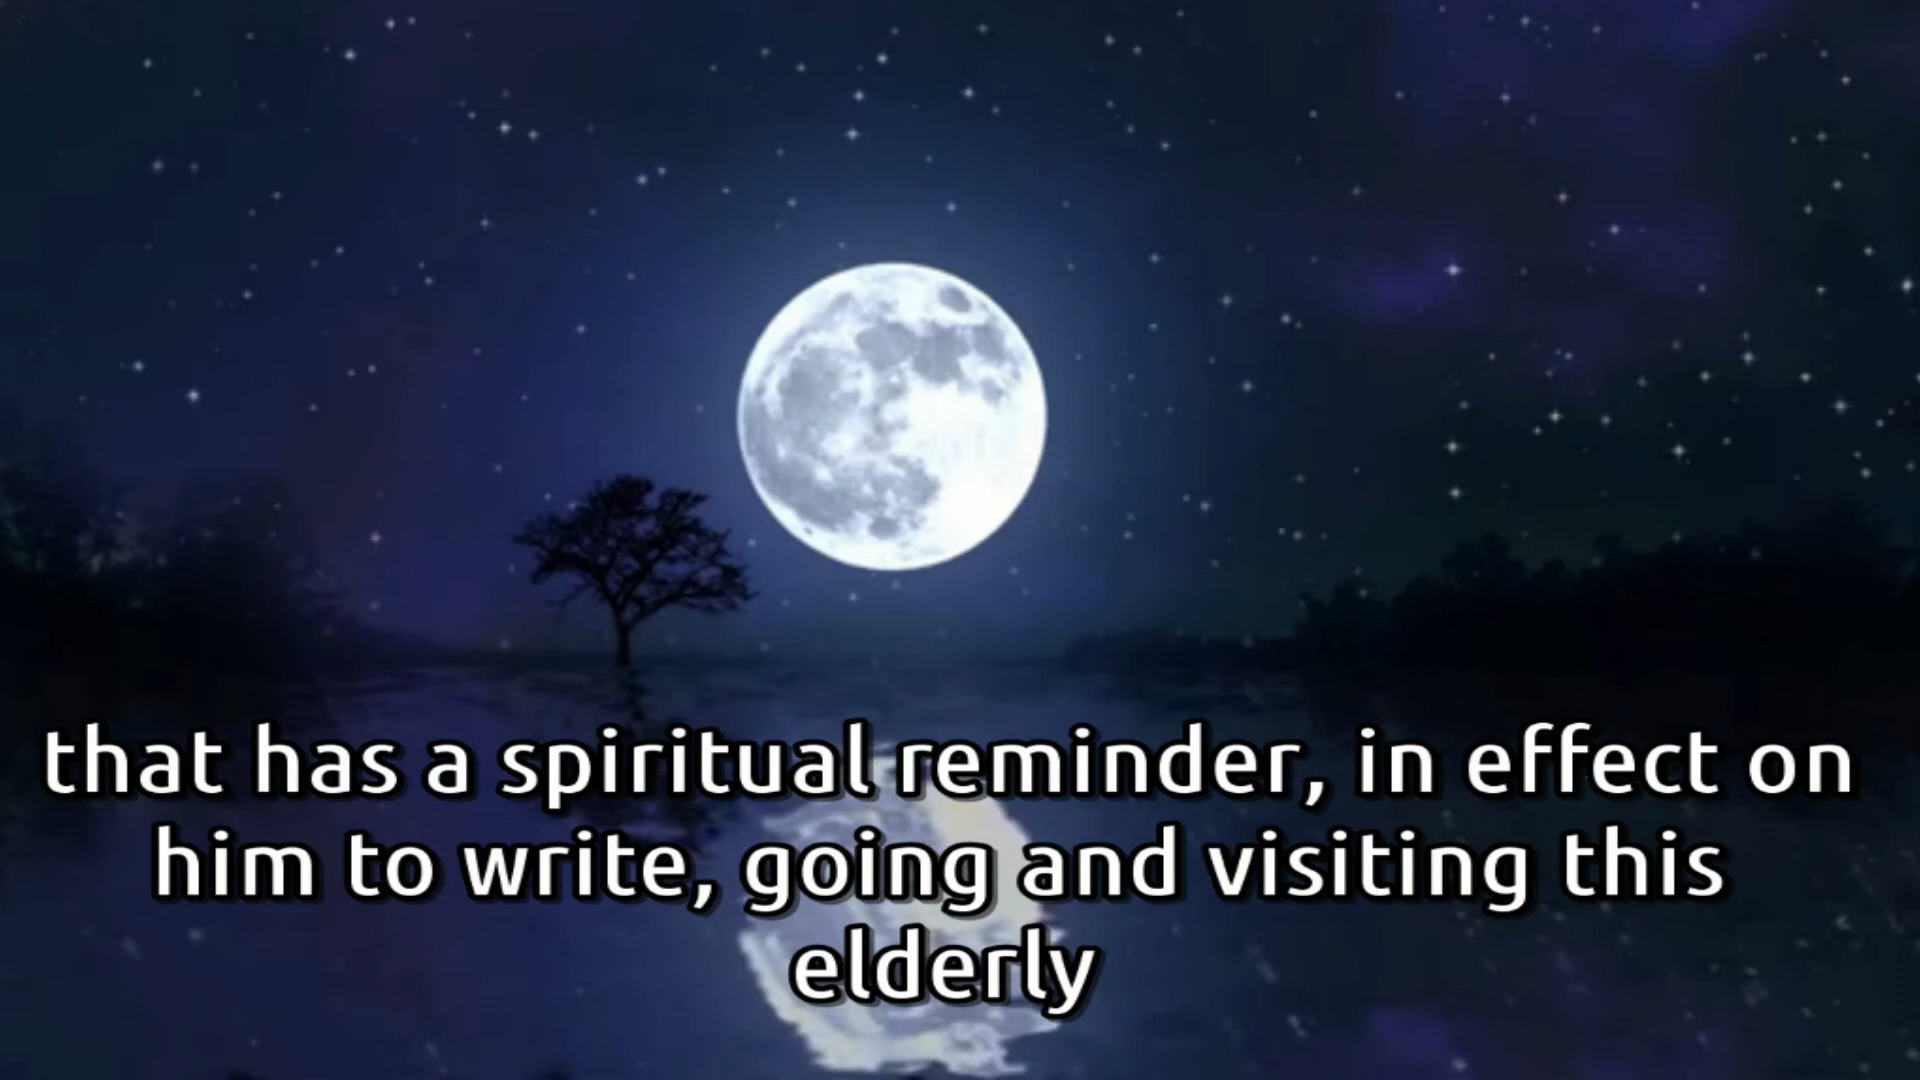 that has a spiritual reminder, in effect on
him to write, going and visiting this
elderly